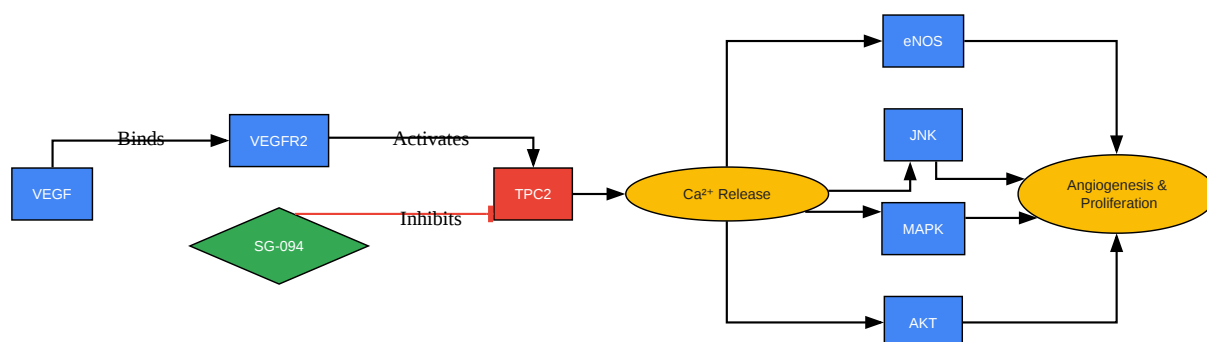 VEGF
Binds
VEGFR2
Activates
SG-094
Inhibits
TPC2
Ca²⁺ Release
eNOS
JNK
MAPK
AKT
Angiogenesis &
Proliferation